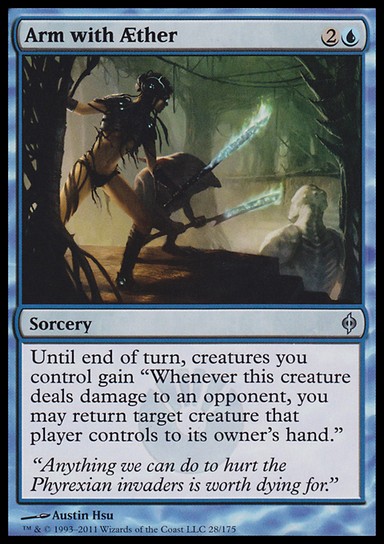 Arm with Æther 2
Sorcery
Until end of turn, creatures you
control gain “Whenever this creature
deals damage to an opponent, you
may return target creature that
player controls to its owner’s hand.”
“Anything we can do to hurt the
Phyrexian invaders is worth dying for.”
Austin Hsu
™ & © 1993–2011 Wizards of the Coast LLC 28/175